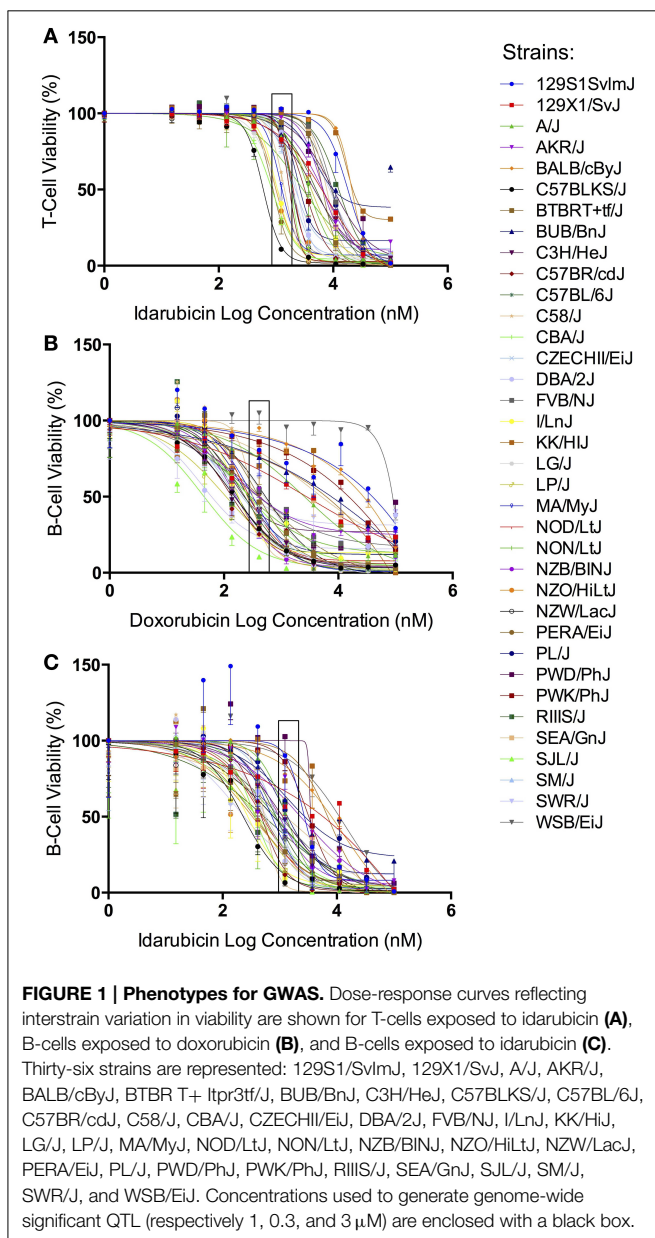 A
150
100
50
0
T-Cell Viability (%)
0 2 4 6
Idarubicin Log Concentration (nM)
B
150
100
50
0
B-Cell Viability (%)
0 2 4 6
Doxorubicin Log Concentration (nM)
C
150
100
50
0
B-Cell Viability (%)
0 2 4 6
Idarubicin Log Concentration (nM)
Strains:
129S1SvlmJ
129X1/SvJ
A/J
AKR/J
BALB/cByJ
C57BLKS/J
BTBRT+tf/J
BUB/BnJ
C3H/HeJ
C57BR/cdJ
C57BL/6J
C58/J
CBA/J
CZECHII/EiJ
DBA/2J
FVB/NJ
I/LnJ
KK/HIJ
LG/J
LP/J
MA/MyJ
NOD/LtJ
NON/LtJ
NZB/BINJ
NZO/HiLtJ
NZW/LacJ
PERA/EiJ
PL/J
PWD/PhJ
PWK/PhJ
RIIIS/J
SEA/GnJ
SJL/J
SM/J
SWR/J
WSB/EiJ
FIGURE 1 | Phenotypes for GWAS. Dose-response curves reflecting
interstrain variation in viability are shown for T-cells exposed to idarubicin (A),
B-cells exposed to doxorubicin (B), and B-cells exposed to idarubicin (C).
Thirty-six strains are represented: 129S1/SvlmJ, 129X1/SvJ, A/J, AKR/J,
BALB/cByJ, BTBR T+ Itpr3tf/J, BUB/BnJ, C3H/HeJ, C57BLKS/J, C57BL/6J,
C57BR/cdJ, C58/J, CBA/J, CZECHII/EiJ, DBA/2J, FVB/NJ, I/LnJ, KK/HiJ,
LG/J, LP/J, MA/MyJ, NOD/LtJ, NON/LtJ, NZB/BINJ, NZO/HiLtJ, NZW/LacJ,
PERA/EiJ, PL/J, PWD/PhJ, PWK/PhJ, RIIIS/J, SEA/GnJ, SJL/J, SM/J,
SWR/J, and WSB/EiJ. Concentrations used to generate genome-wide
significant QTL (respectively 1, 0.3, and 3 μM) are enclosed with a black box.